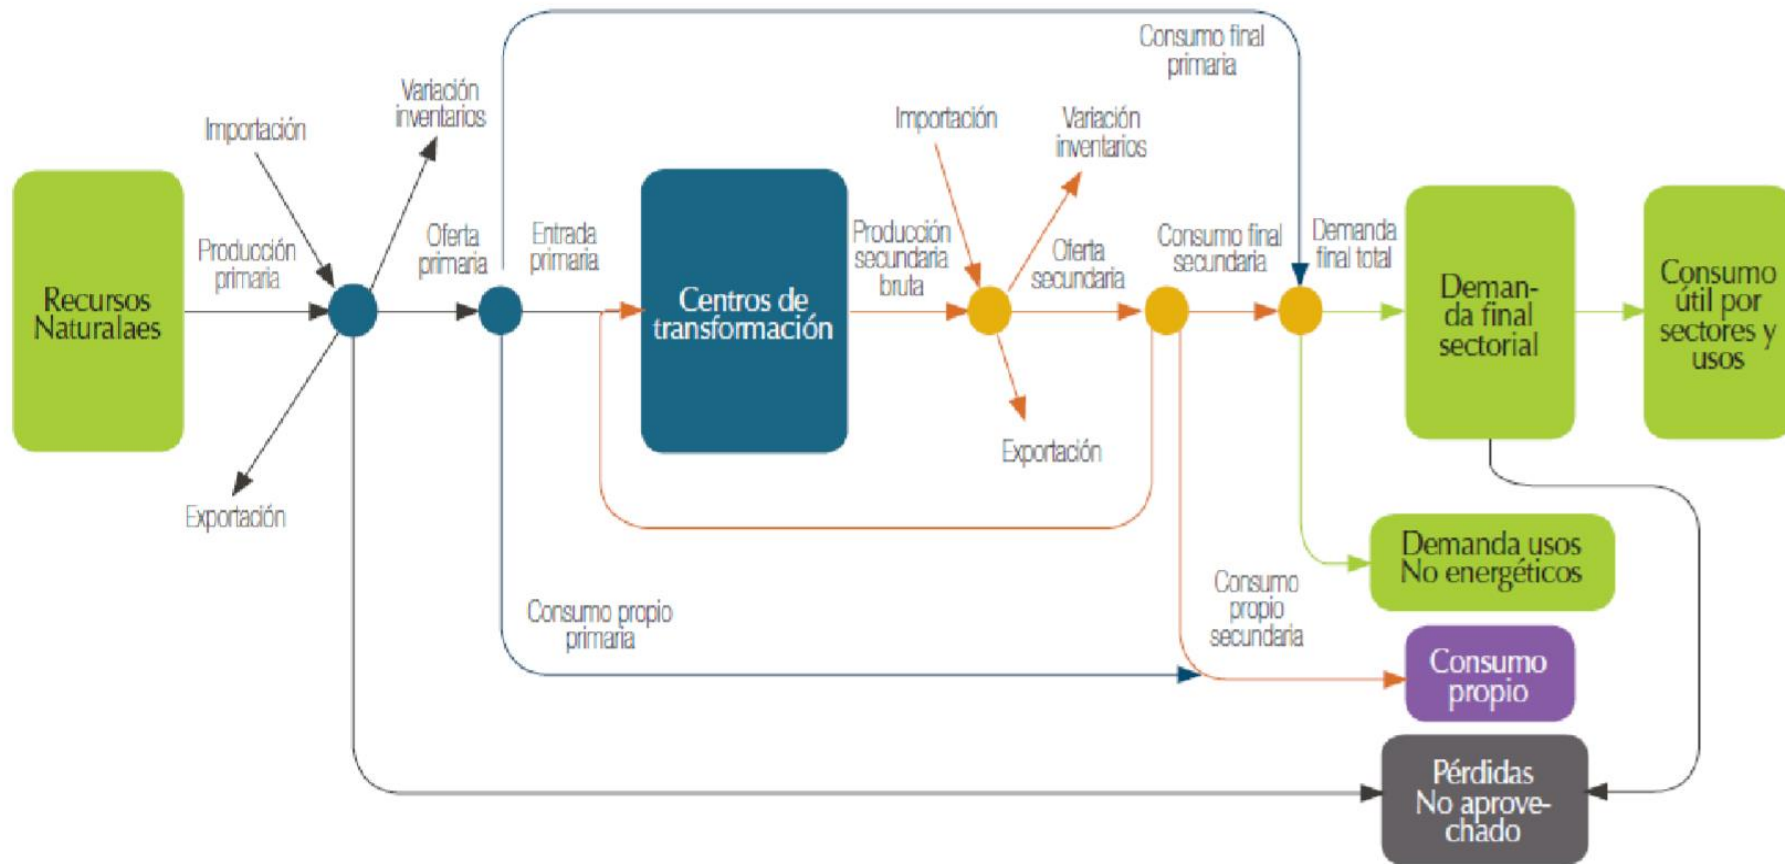 Consumo final
primaria
Variación
inventarios
Importación
Importación
Variación
inventarios
Recursos
Naturalaes
Producción
primaria
Oferta
primaria
Entrada
primaria
Centros de
transformación
Producción
secundaria
bruta
Oferta
secundaria
Consumo final
secundaria
Demanda
final total
Deman-
da final
sectorial
Consumo
útil por
sectores y
usos
Exportación
Exportación
Demanda usos
No energéticos
Consumo propio
primaria
Consumo
propio
secundaria
Consumo
propio
Pérdidas
No aprove-
chado